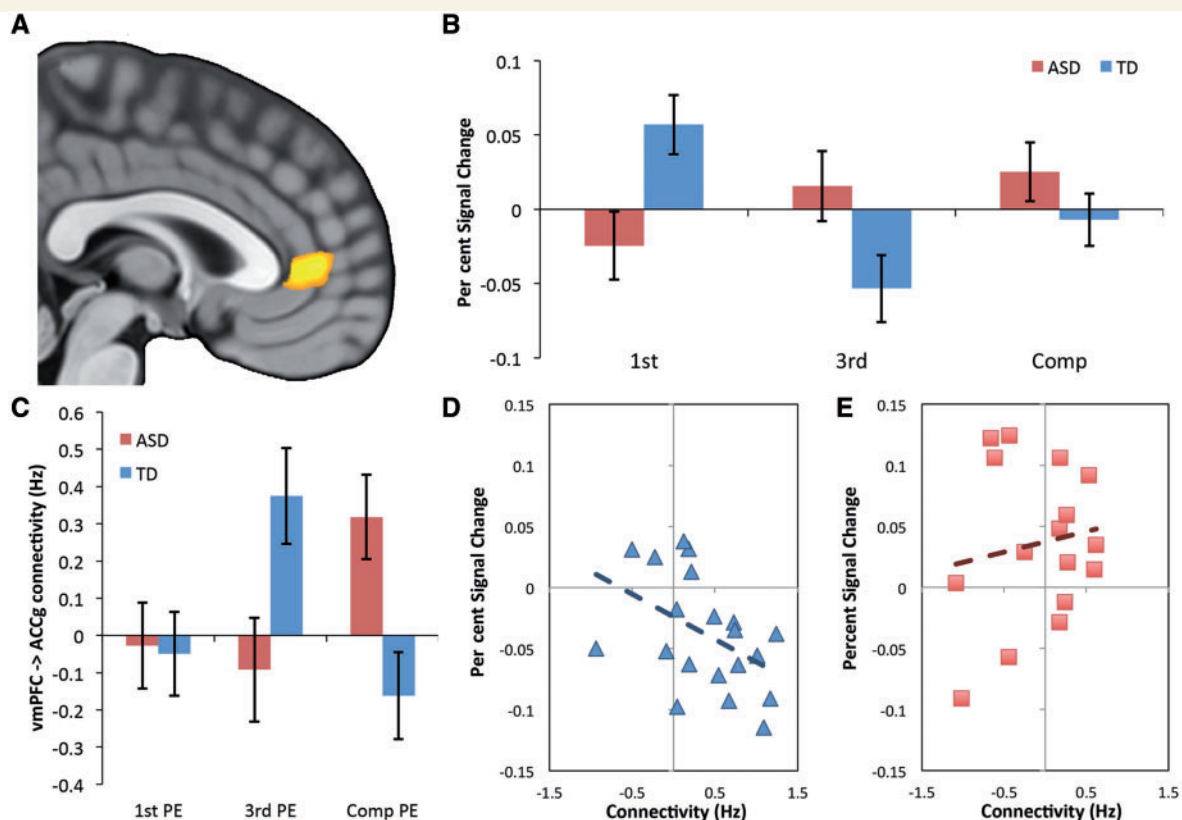 A
B
0.1
ASD
TD
0.05
0
-0.05
-0.1
Per cent Signal Change
1st
3rd
Comp
C
0.6
0.5
0.4
0.3
0.2
0.1
0
-0.1
-0.2
-0.3
-0.4
vmPFC -> ACCg connectivity (Hz)
ASD
TD
1st PE
3rd PE
Comp PE
D
0.15
0.1
0.05
0
-0.05
-0.1
-0.15
Per cent Signal Change
-1.5
-0.5
0.5
1.5
Connectivity (Hz)
E
0.15
0.1
0.05
0
-0.05
-0.1
-0.15
Percent Signal Change
-1.5
-0.5
0.5
1.5
Connectivity (Hz)